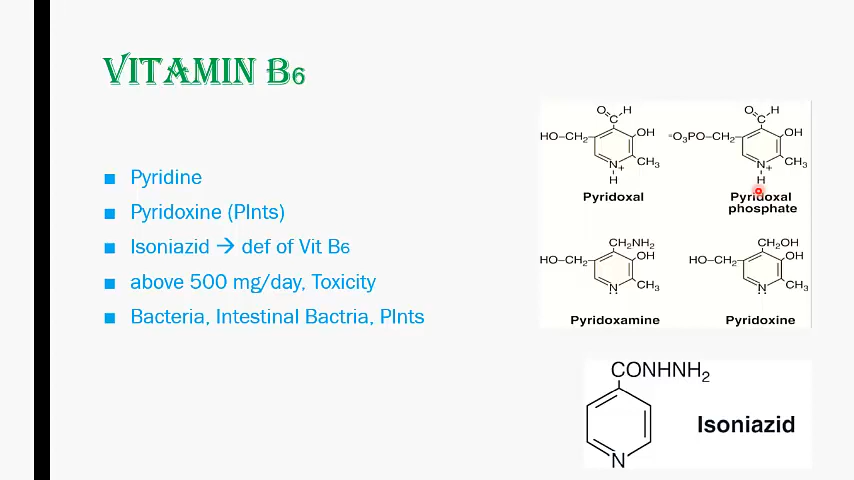 VITAMIN B6
■ Pyridine
■ Pyridoxine (Plnts)
■ Isoniazid → def of Vit B6
■ above 500 mg/day, Toxicity
■ Bacteria, Intestinal Bactria, Plnts
O H
C
HO–CH2 OH
CH3
N+
H
Pyridoxal
O H
C
=O3PO–CH2 OH
CH3
N+
H
Pyridoxal
phosphate
CH2NH2
HO–CH2 OH
CH3
N
Pyridoxamine
CH2OH
HO–CH2 OH
CH3
N
Pyridoxine
CONHNH2
Isoniazid
N